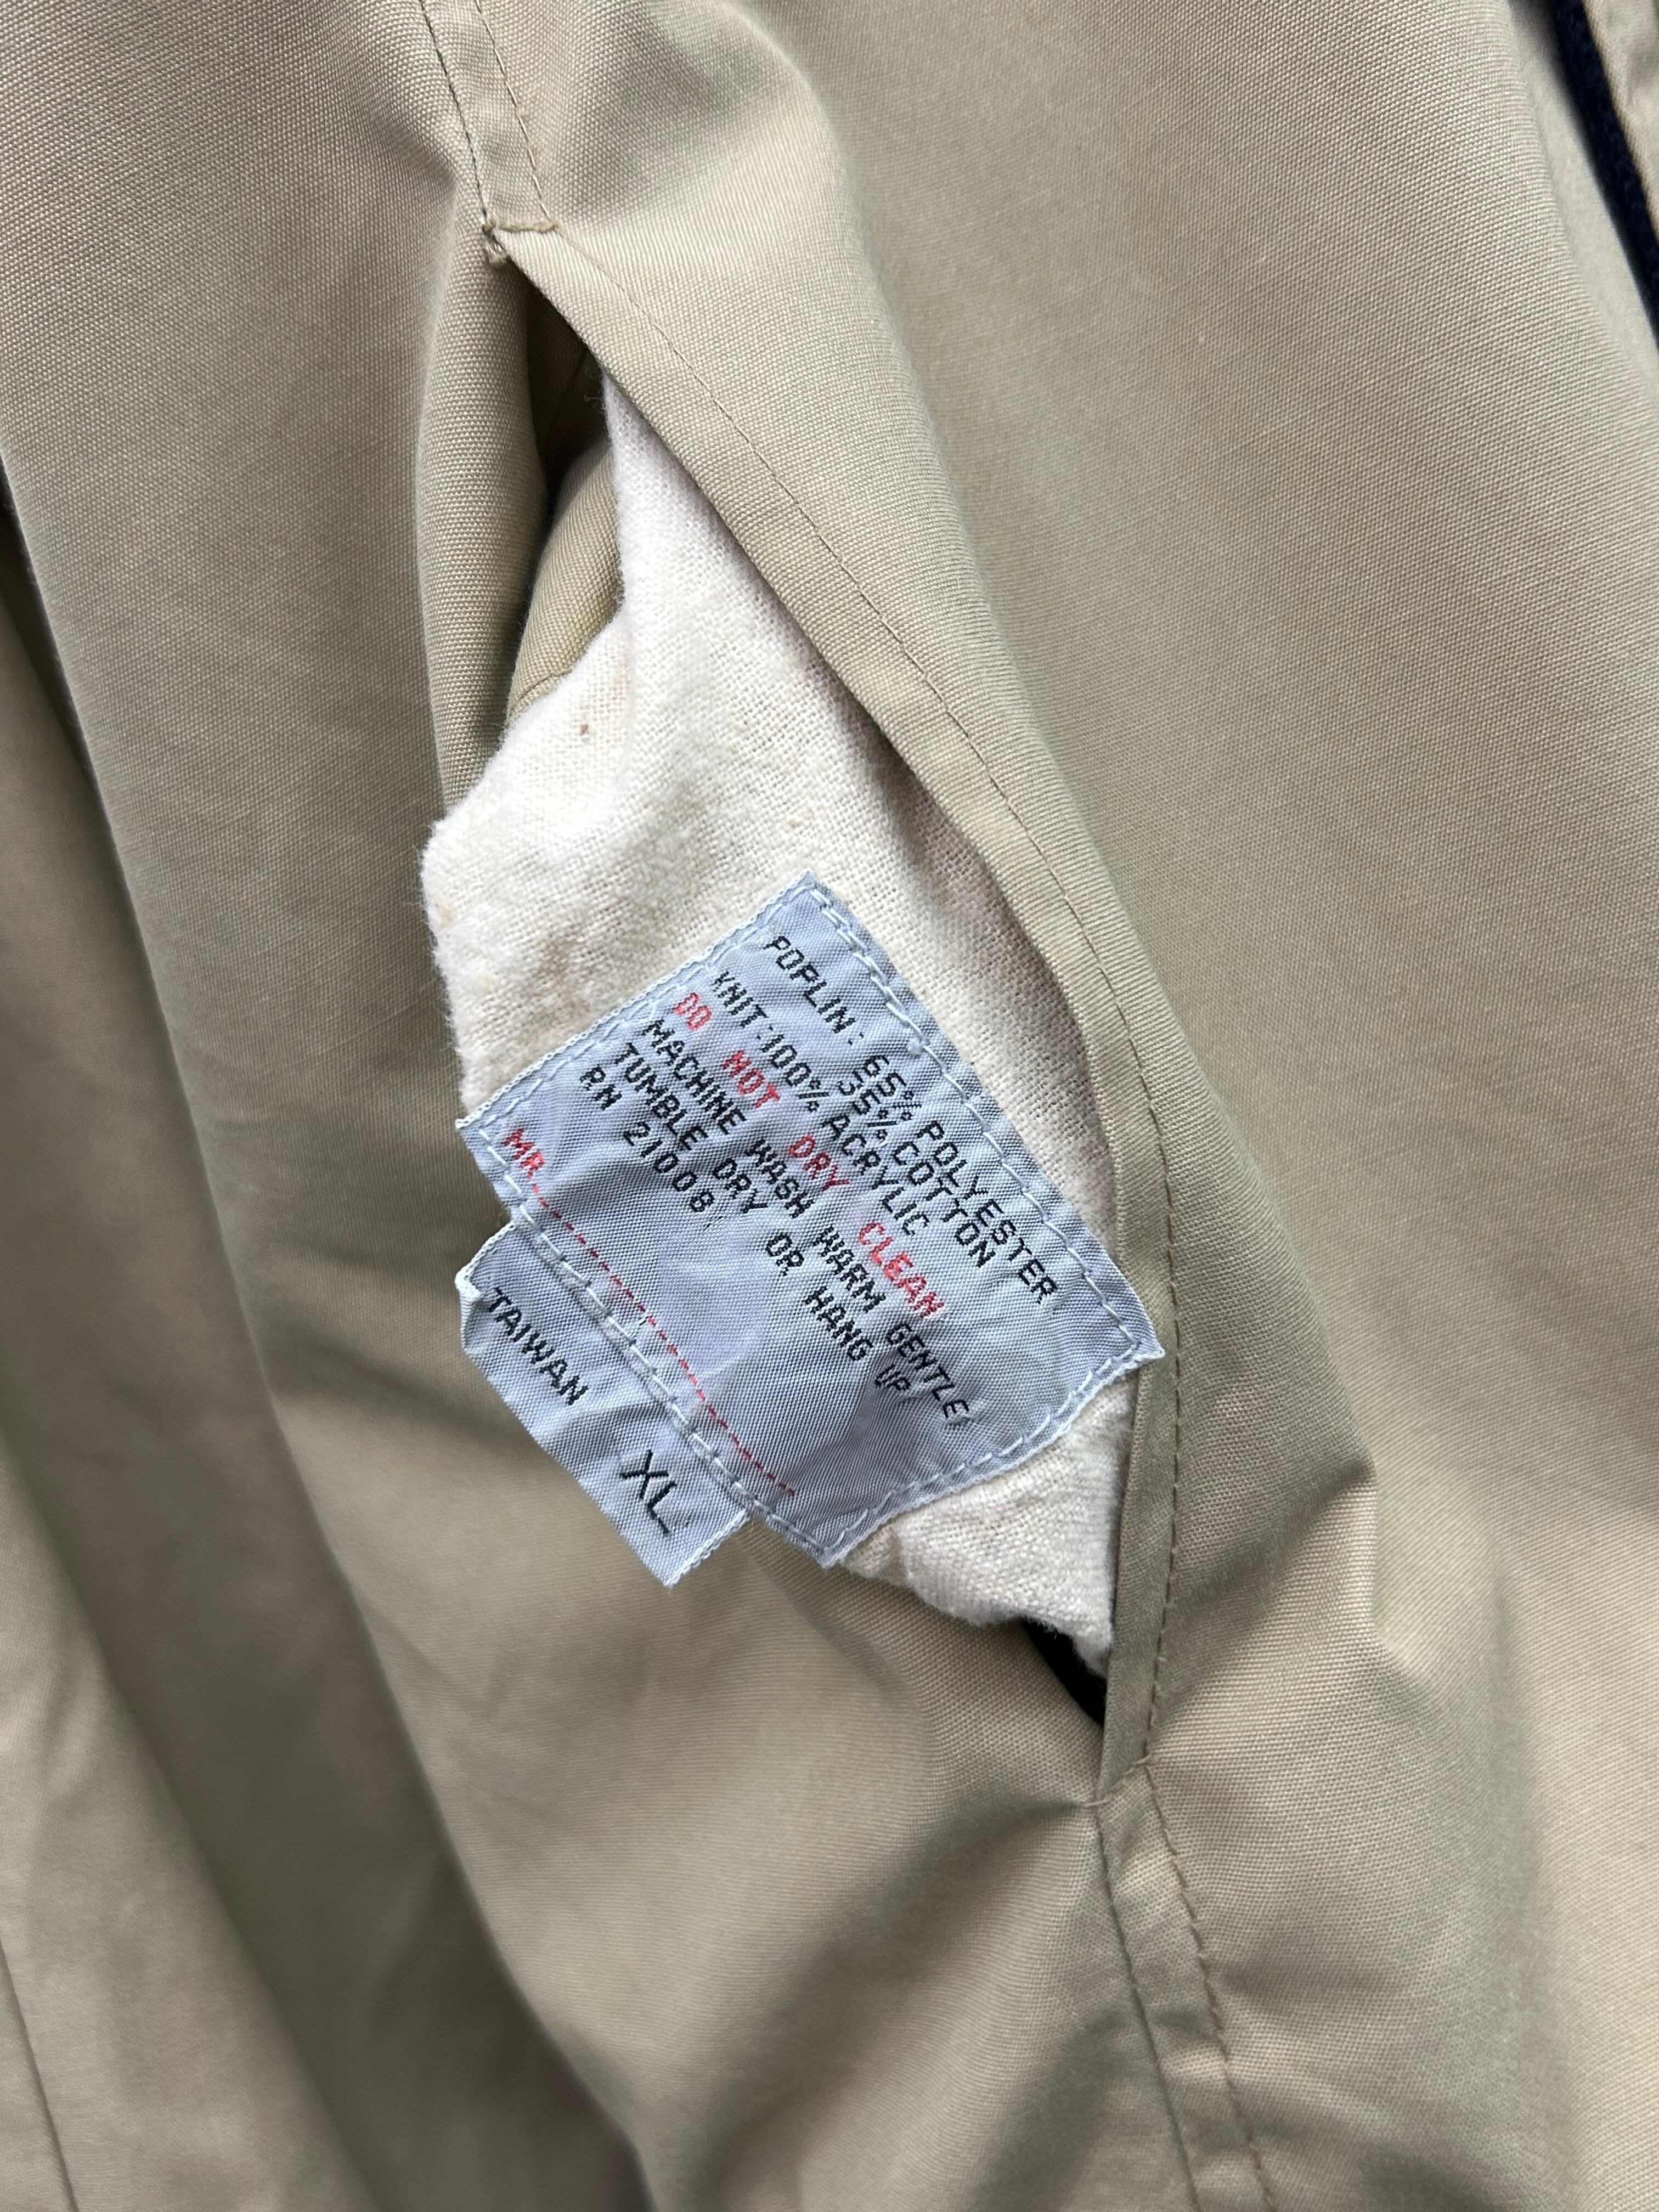 POPLIN: 65% POLYESTER
35% COTTON
KNIT:100% ACRYLIC
DO NOT DRY CLEAN
MACHINE WASH WARM GENTLE,
TUMBLE DRY OR HANG UP
RN 21008
MR.
TAIWAN XL